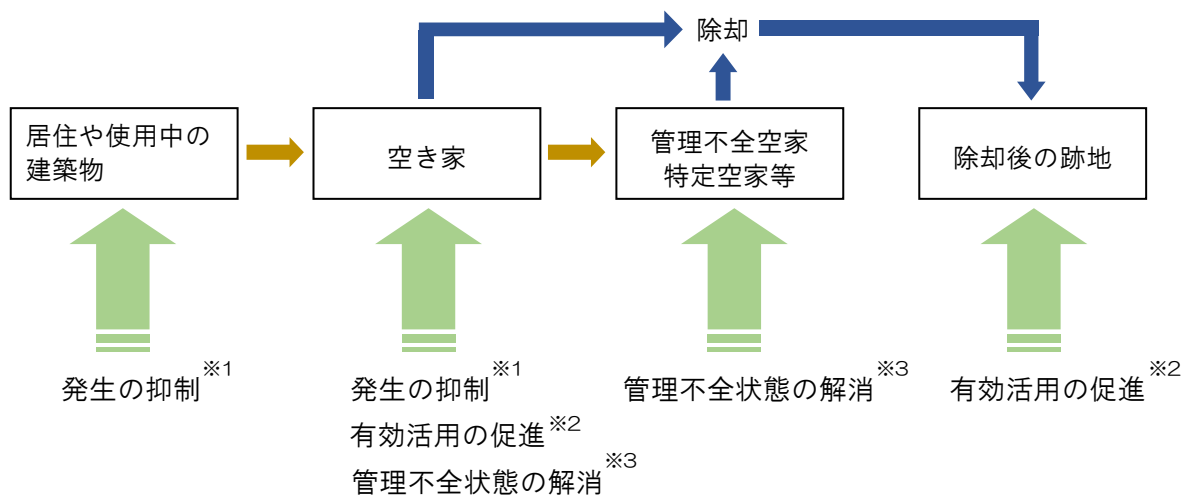 除却
居住や使用中の
建築物
空き家
管理不全空家
特定空家等
除却後の跡地
発生の抑制※1
発生の抑制※1
有効活用の促進※2
管理不全状態の解消※3
管理不全状態の解消※3
有効活用の促進※2